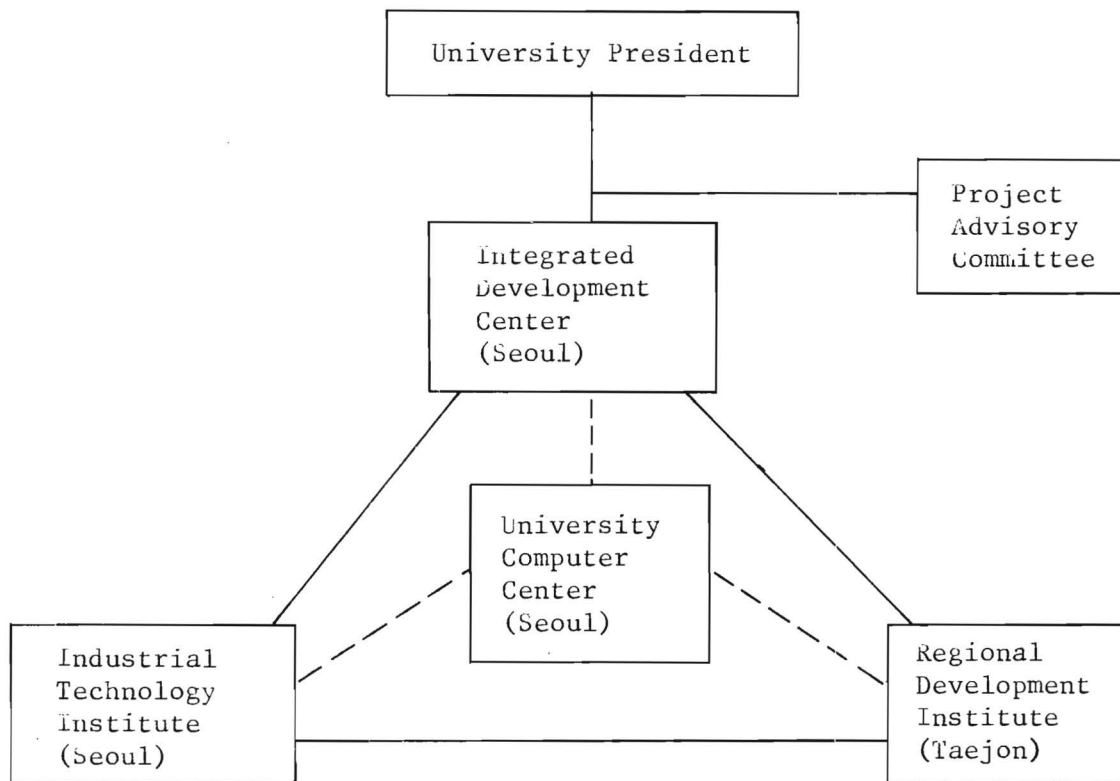 University President
Project
Advisory
Committee
Integrated
Development
Center
(Seoul)
University
Computer
Center
(Seoul)
Industrial
Technology
Institute
(Seoul)
Regional
Development
Institute
(Taejon)